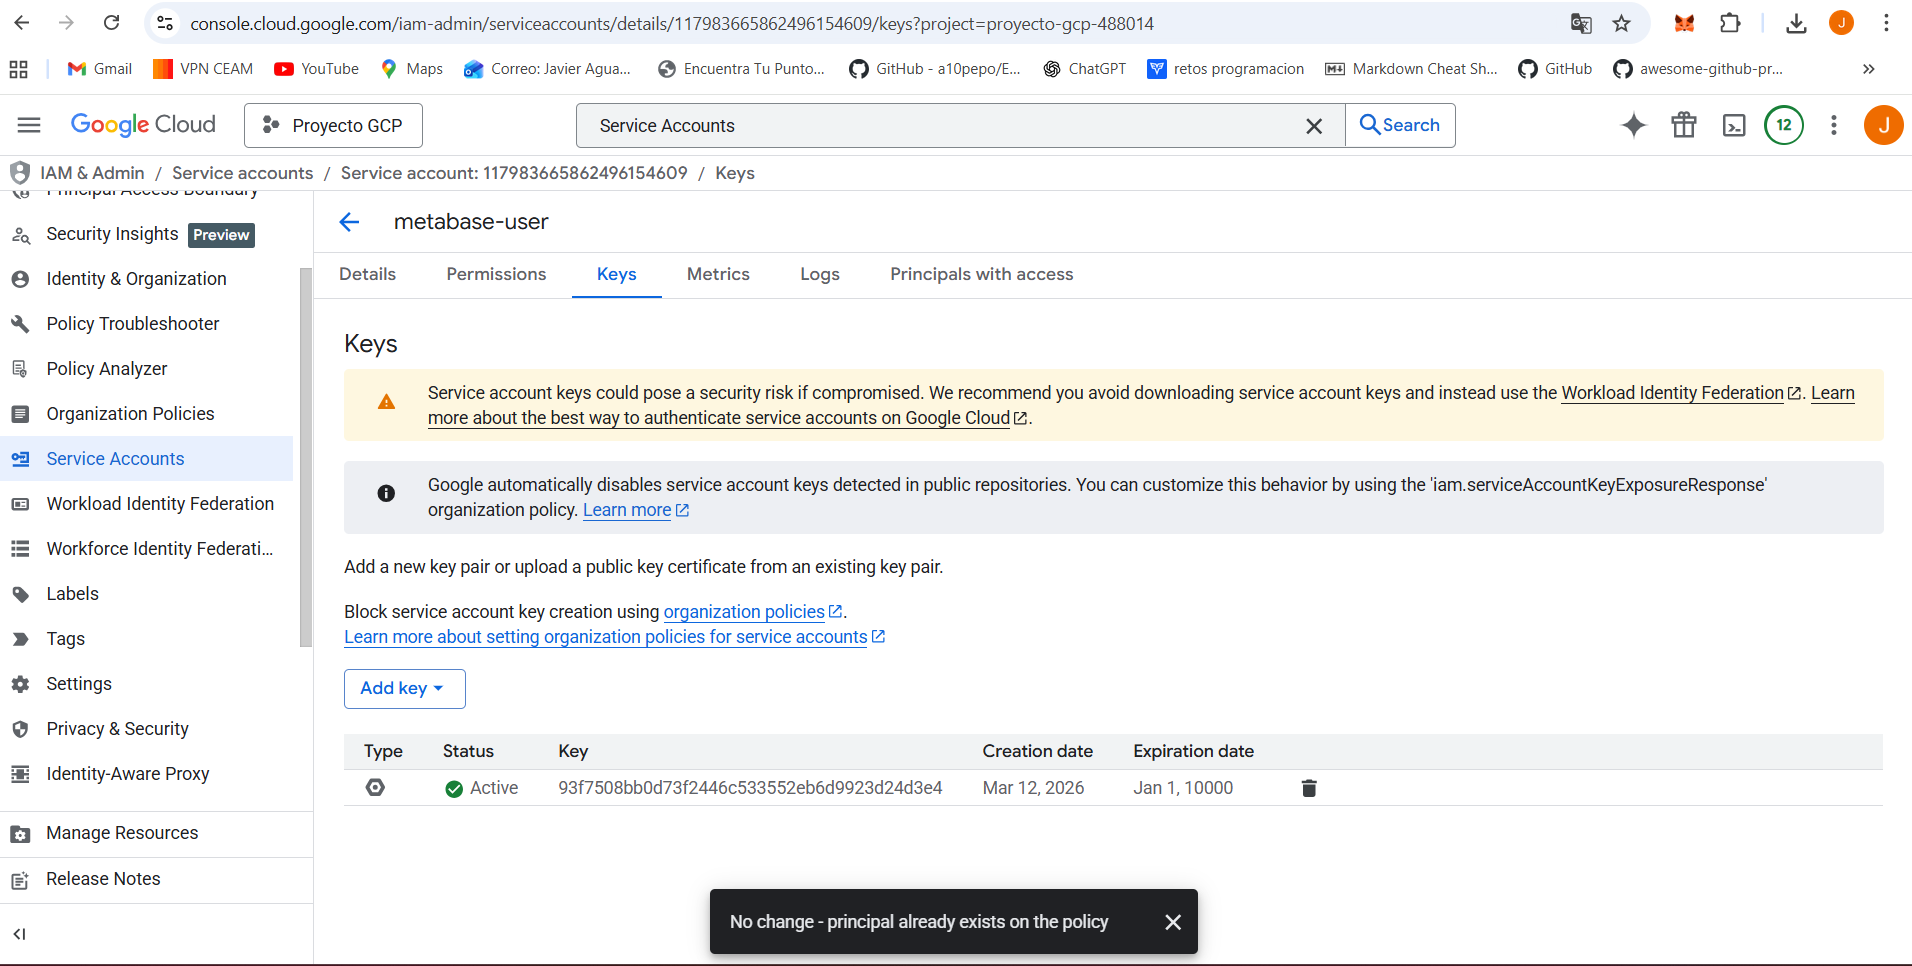 console.cloud.google.com/iam-admin/serviceaccounts/details/117983665862496154609/keys?project=proyecto-gcp-488014
J
Gmail
VPN CEAM
YouTube
Maps
Correo: Javier Agua...
Encuentra Tu Punto...
GitHub - a10pepo/E...
ChatGPT
retos programacion
Markdown Cheat Sh...
GitHub
awesome-github-pr...
»
Google Cloud
Proyecto GCP
Service Accounts
Search
12
J
IAM & Admin / Service accounts / Service account: 117983665862496154609 / Keys
Principal Access Boundary
Security Insights Preview
Identity & Organization
Policy Troubleshooter
Policy Analyzer
Organization Policies
Service Accounts
Workload Identity Federation
Workforce Identity Federati...
Labels
Tags
Settings
Privacy & Security
Identity-Aware Proxy
Manage Resources
Release Notes
metabase-user
Details
Permissions
Keys
Metrics
Logs
Principals with access
Keys
Service account keys could pose a security risk if compromised. We recommend you avoid downloading service account keys and instead use the Workload Identity Federation. Learn
more about the best way to authenticate service accounts on Google Cloud.
Google automatically disables service account keys detected in public repositories. You can customize this behavior by using the 'iam.serviceAccountKeyExposureResponse'
organization policy. Learn more
Add a new key pair or upload a public key certificate from an existing key pair.
Block service account key creation using organization policies.
Learn more about setting organization policies for service accounts
Add key
Type Status Key Creation date Expiration date
Active 93f7508bb0d73f2446c533552eb6d9923d24d3e4 Mar 12, 2026 Jan 1, 10000
No change - principal already exists on the policy